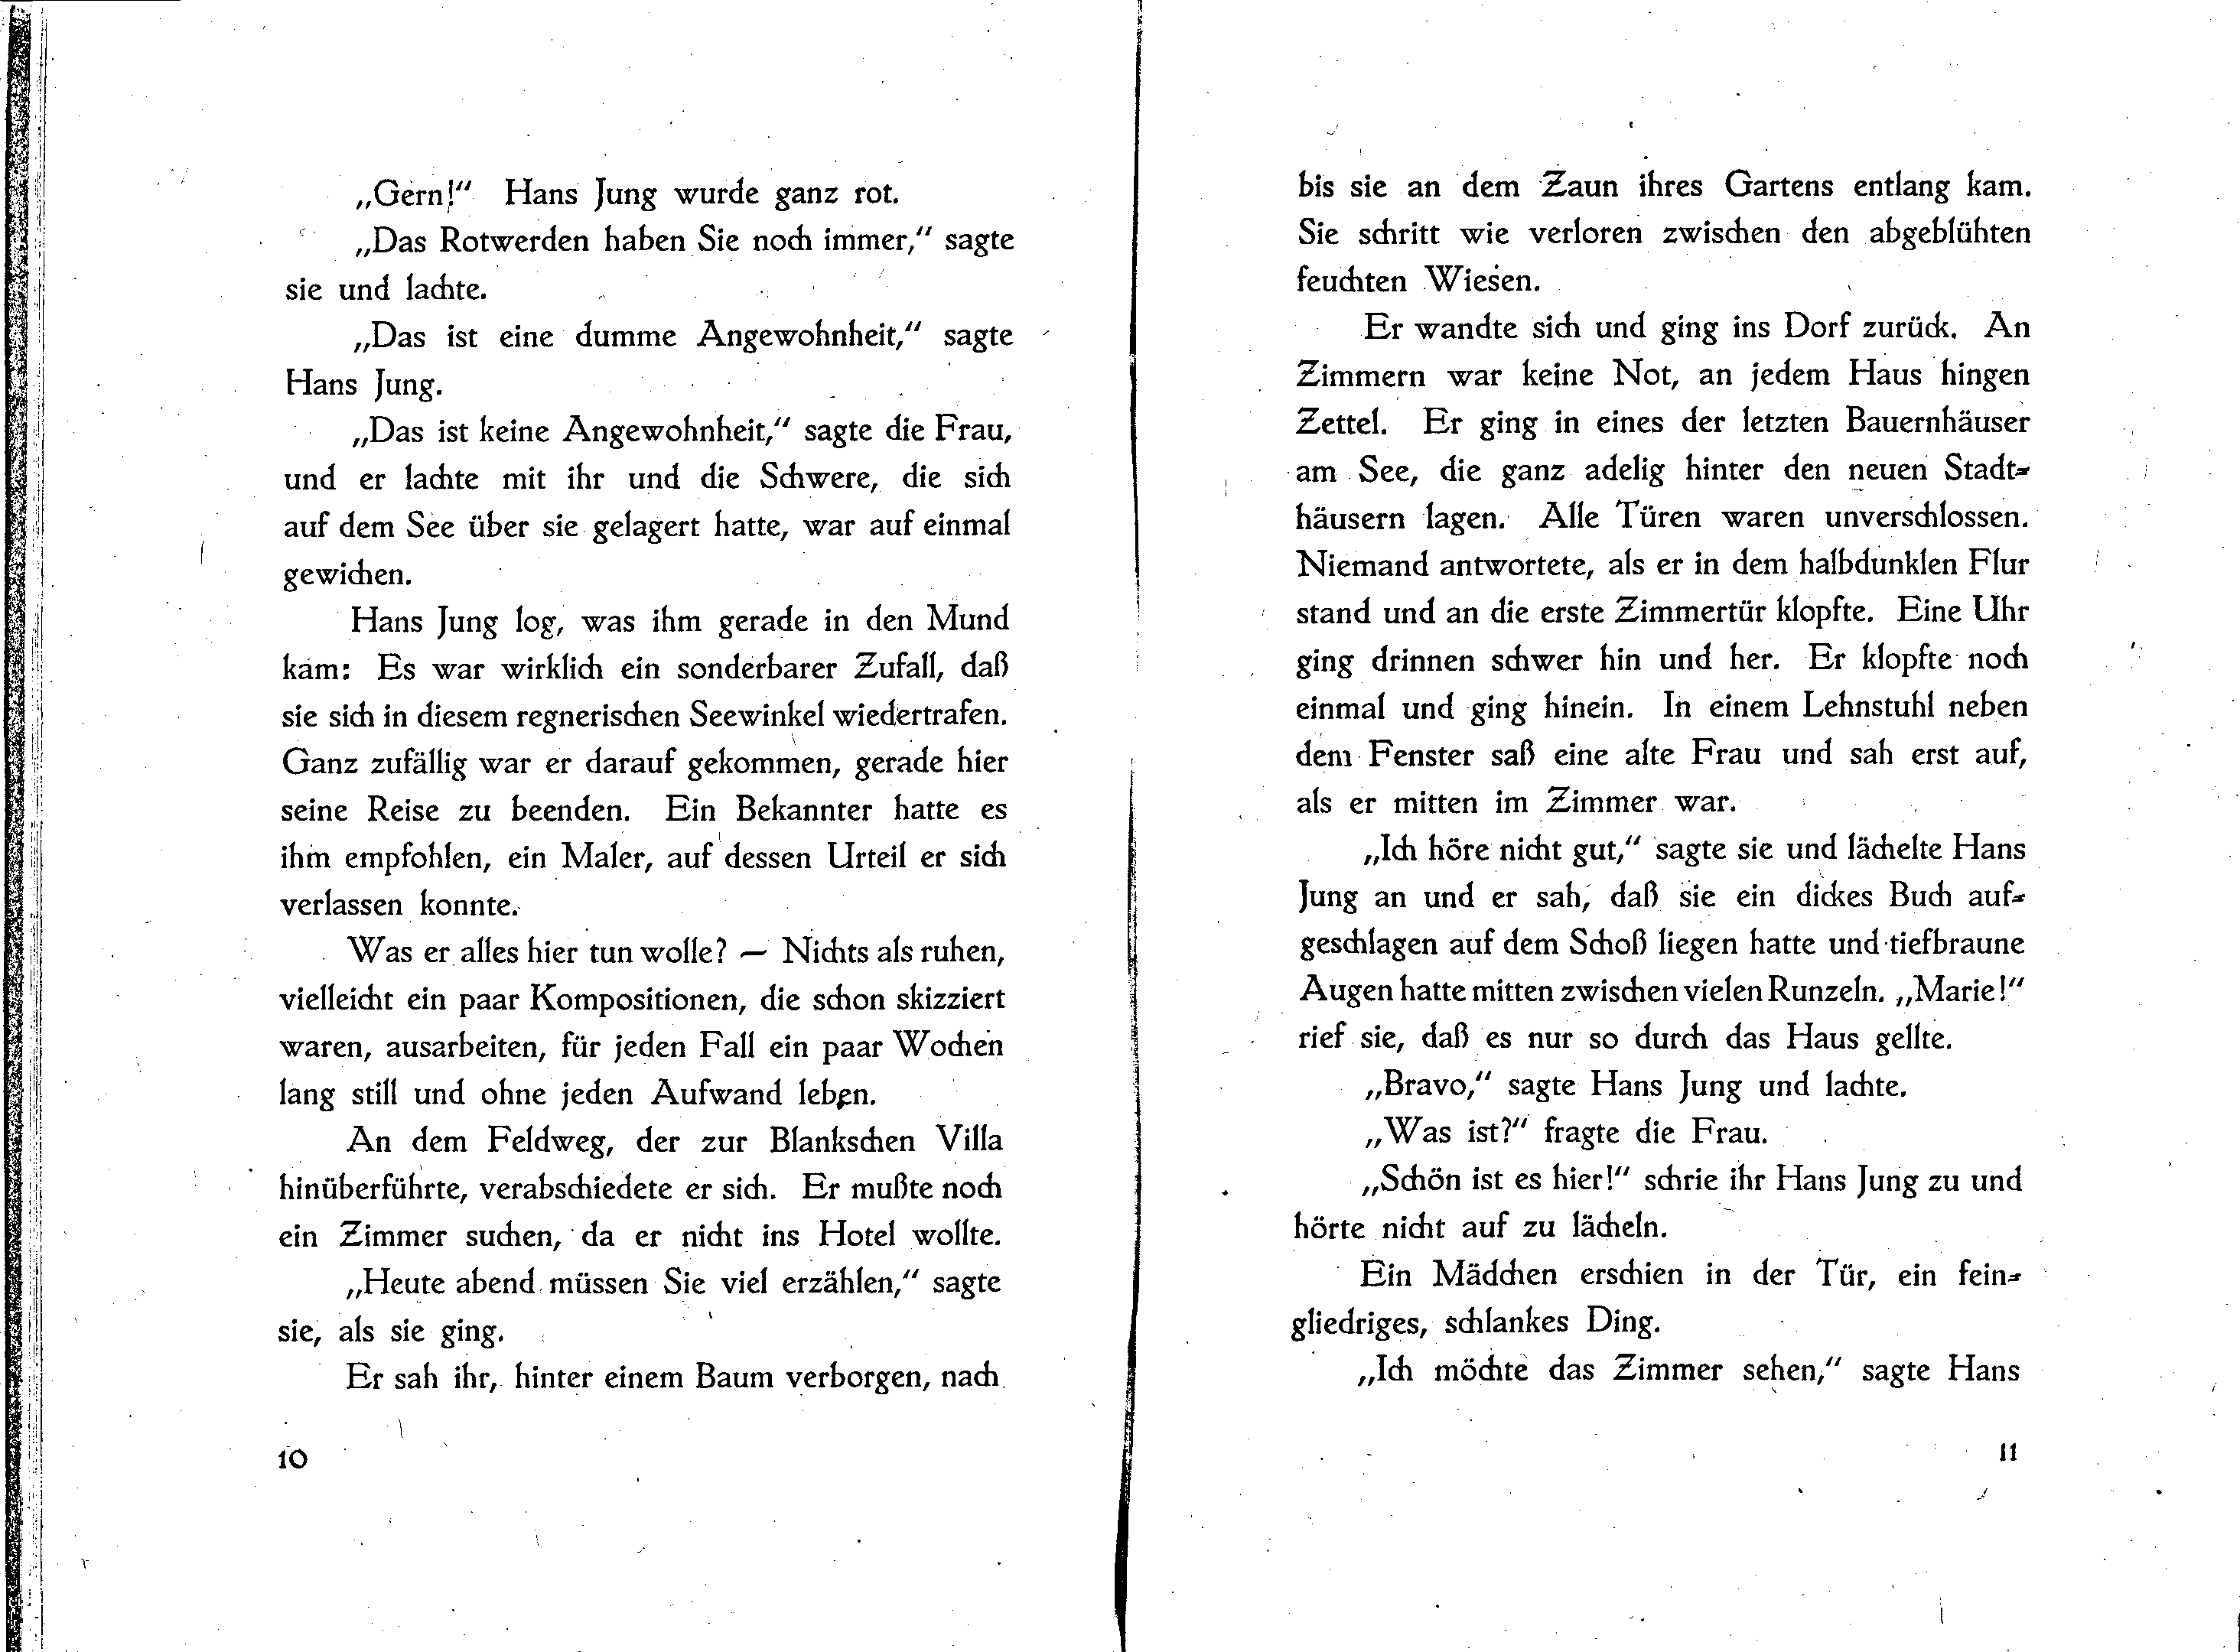 „Gern!“ Hans Jung wurde ganz rot.
„Das Rotwerden haben Sie noch immer,“ sagte
sie und lachte.
„Das ist eine dumme Angewohnheit,“ sagte
Hans Jung.
„Das ist keine Angewohnheit,“ sagte die Frau,
und er lachte mit ihr und die Schwere, die sich
auf dem See über sie gelagert hatte, war auf einmal
gewichen.
Hans Jung log, was ihm gerade in den Mund
kam: Es war wirklich ein sonderbarer Zufall, daß
sie sich in diesem regnerischen Seewinkel wiedertrafen.
Ganz zufällig war er darauf gekommen, gerade hier
seine Reise zu beenden. Ein Bekannter hatte es
ihm empfohlen, ein Maler, auf dessen Urteil er sich
verlassen konnte.
Was er alles hier tun wolle? — Nichts als ruhen,
vielleicht ein paar Kompositionen, die schon skizziert
waren, ausarbeiten, für jeden Fall ein paar Wochen
lang still und ohne jeden Aufwand leben.
An dem Feldweg, der zur Blankschen Villa
hinüberführte, verabschiedete er sich. Er mußte noch
ein Zimmer suchen, da er nicht ins Hotel wollte.
„Heute abend müssen Sie viel erzählen,“ sagte
sie, als sie ging.
Er sah ihr, hinter einem Baum verborgen, nach
10
bis sie an dem Zaun ihres Gartens entlang kam.
Sie schritt wie verloren zwischen den abgeblühten
feuchten Wiesen.
Er wandte sich und ging ins Dorf zurück. An
Zimmern war keine Not, an jedem Haus hingen
Zettel. Er ging in eines der letzten Bauernhäuser
am See, die ganz adelig hinter den neuen Stadt-
häusern lagen. Alle Türen waren unverschlossen.
Niemand antwortete, als er in dem halbdunklen Flur
stand und an die erste Zimmertür klopfte. Eine Uhr
ging drinnen schwer hin und her. Er klopfte noch
einmal und ging hinein. In einem Lehnstuhl neben
dem Fenster saß eine alte Frau und sah erst auf,
als er mitten im Zimmer war.
„Ich höre nicht gut,“ sagte sie und lächelte Hans
Jung an und er sah, daß sie ein dickes Buch auf-
geschlagen auf dem Schoß liegen hatte und tiefbraune
Augen hatte mitten zwischen vielen Runzeln. „Marie!“
rief sie, daß es nur so durch das Haus gellte.
„Bravo,“ sagte Hans Jung und lachte.
„Was ist?“ fragte die Frau.
„Schön ist es hier!“ schrie ihr Hans Jung zu und
hörte nicht auf zu lächeln.
Ein Mädchen erschien in der Tür, ein fein-
gliedriges, schlankes Ding.
„Ich möchte das Zimmer sehen,“ sagte Hans
11